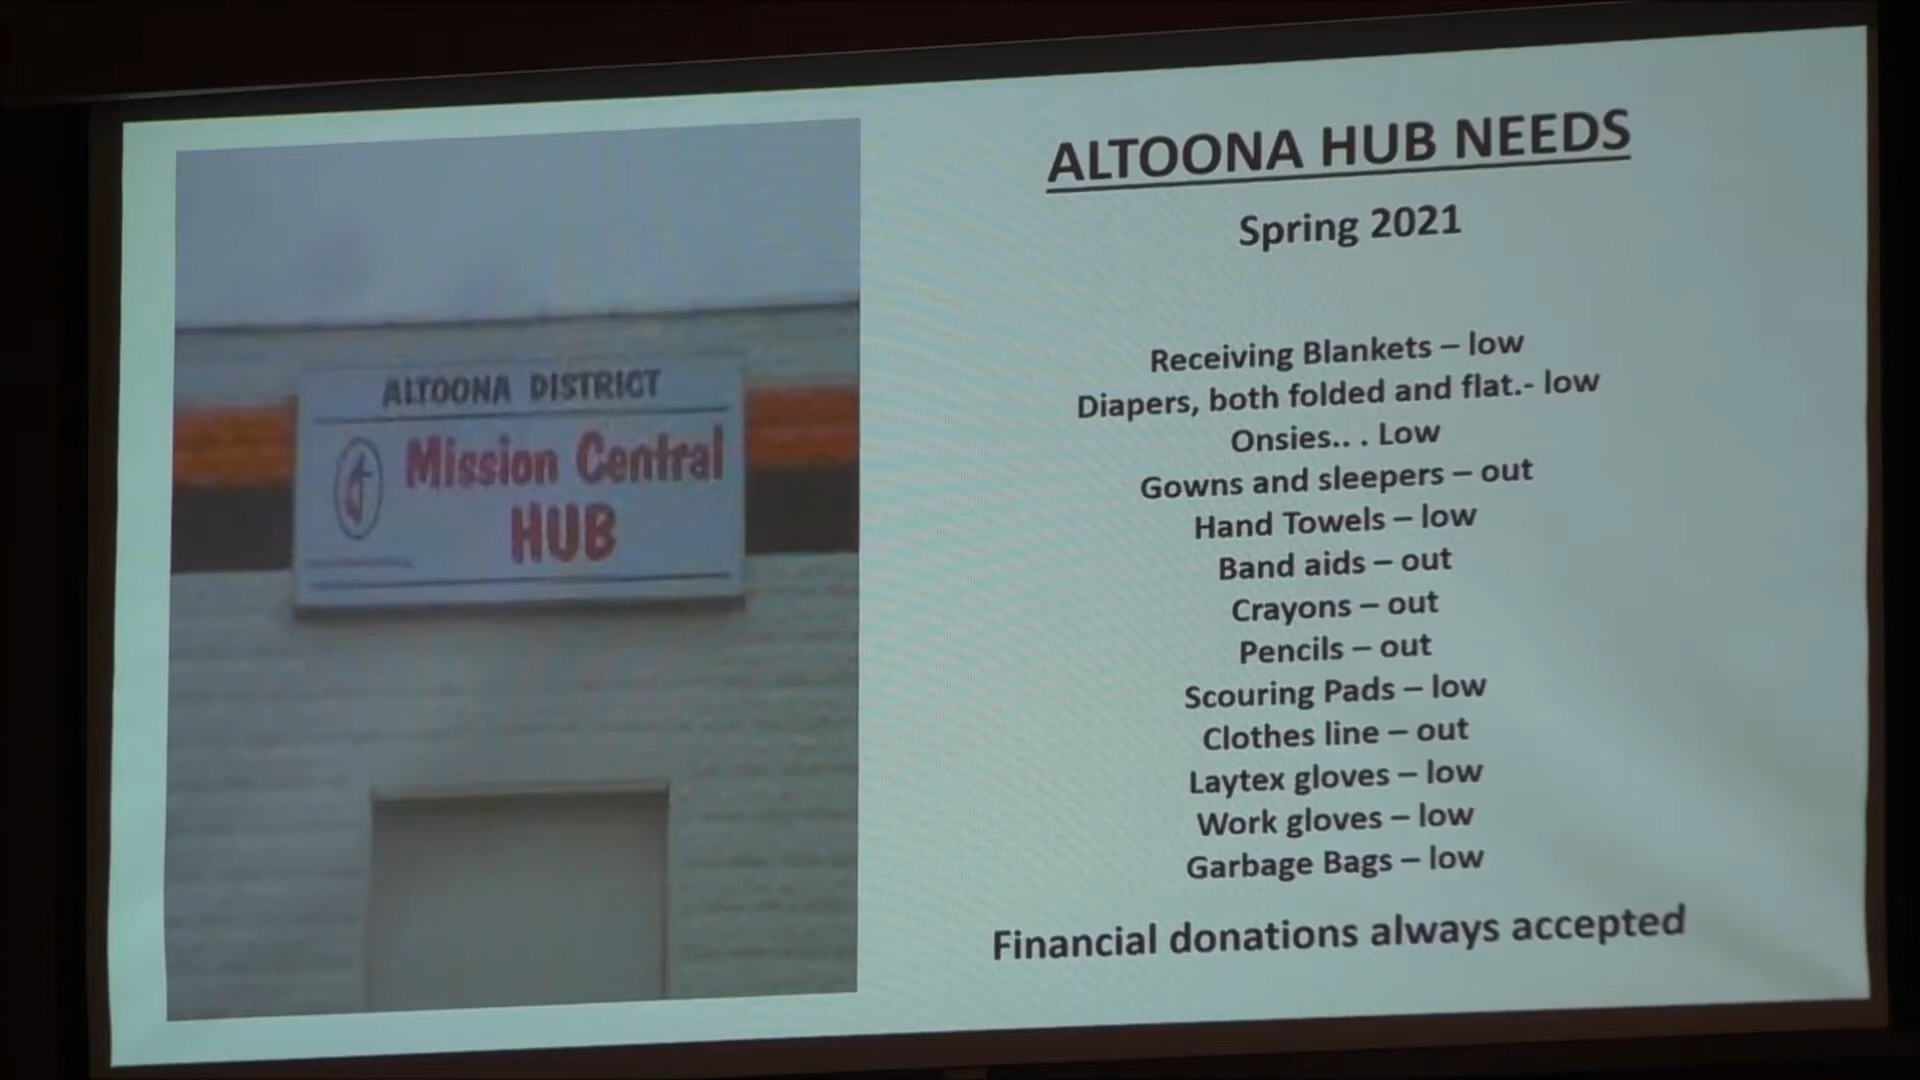 ALTOONA DISTRICT
Mission Central
HUB
ALTOONA HUB NEEDS
Spring 2021
Receiving Blankets – low
Diapers, both folded and flat.- low
Onsies.. . Low
Gowns and sleepers – out
Hand Towels – low
Band aids – out
Crayons – out
Pencils – out
Scouring Pads – low
Clothes line – out
Laytex gloves – low
Work gloves – low
Garbage Bags – low
Financial donations always accepted